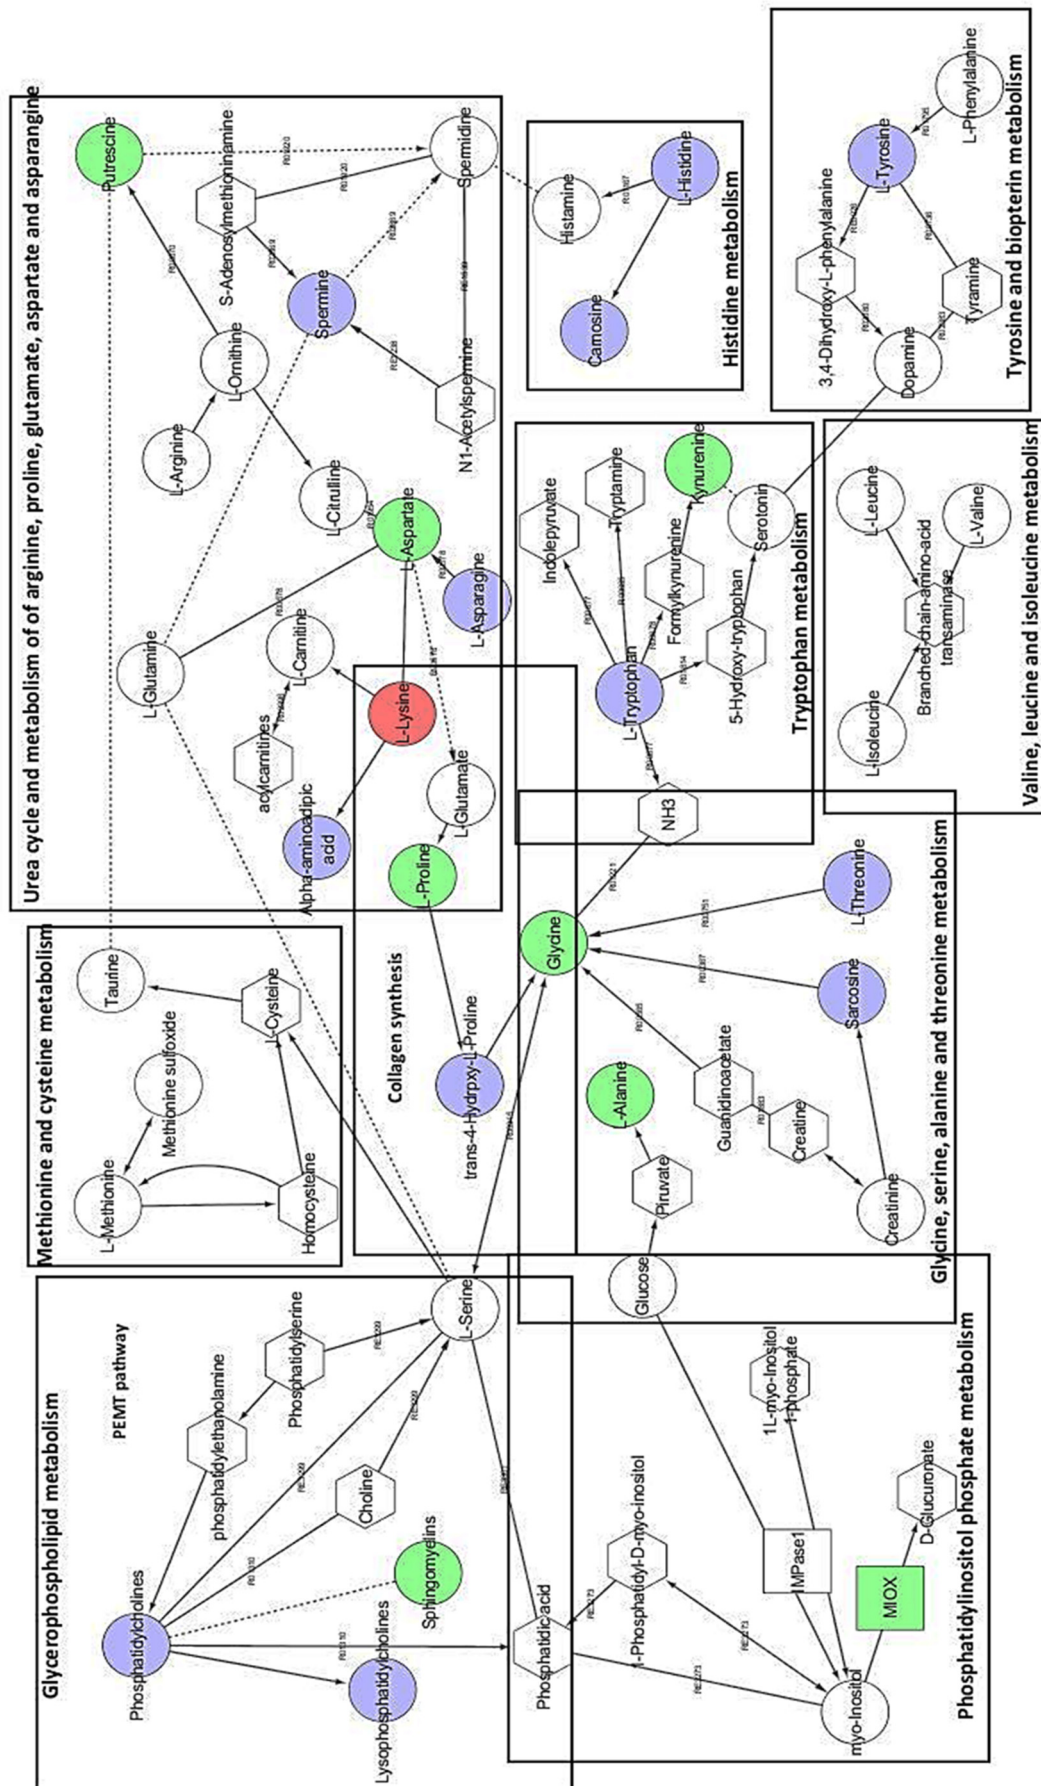 Glycerophospholipid metabolism
PEMT pathway
Phosphatidylcholines
phosphatidylethanolamine
Phosphatidylserine
Choline
Lysophosphatidylcholines
Sphingomyelins
L-Serine
Methionine and cysteine metabolism
L-Methionine
Methionine sulfoxide
Homocysteine
L-Cysteine
Taurine
Urea cycle and metabolism of of arginine, proline, glutamate, aspartate and asparangine
Putrescine
S-Adenosylmethioninamine
Spermidine
Spermine
L-Ornithine
L-Arginine
N1-Acetylspermine
L-Citrulline
L-Aspartate
L-Asparagine
L-Glutamine
L-Carnitine
acylcarnitines
L-Lysine
Alpha-aminoadipic
acid
L-Glutamate
L-Proline
Collagen synthesis
trans-4-Hydrpxy-L-Proline
Glycine
Histidine metabolism
Histamine
L-Histidine
Carnosine
Tryptophan metabolism
Indolepyruvate
Tryptamine
Kynurenine
Formylkynurenine
Serotonin
L-Tryptophan
5-Hydroxy-tryptophan
NH3
Tyrosine and biopterin metabolism
L-Phenylalanine
L-Tyrosine
3,4-Dihydroxy-L-phenylalanine
Tyramine
Dopamine
Valine, leucine and isoleucine metabolism
L-Leucine
L-Valine
Branched-chain-amino-acid
transaminase
L-Isoleucine
Glycine, serine, alanine and threonine metabolism
L-Threonine
Sarcosine
L-Alanine
Guanidinoacetate
Creatine
Piruvate
Creatinine
Glucose
Phosphatidylinositol phosphate metabolism
1L-myo-Inositol
1-phosphate
Phosphatidic acid
1-Phosphatidyl-D-myo-inositol
IMPase1
MIOX
D-Glucuronate
myo-Inositol